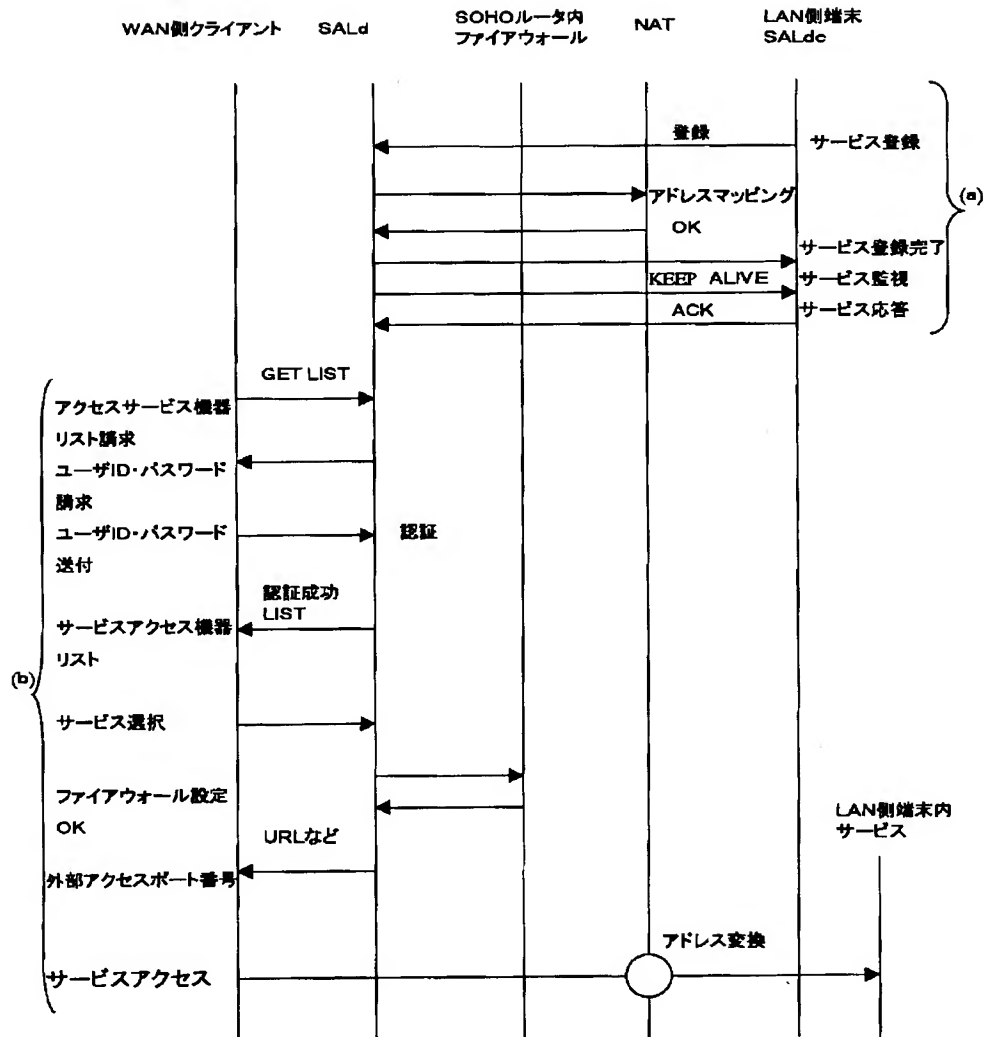 WAN側クライアント
SALd
SOHOルータ内
ファイアウォール
NAT
LAN側端末
SALdc
登録
サービス登録
(a)
アドレスマッピング
OK
サービス登録完了
KEEP ALIVE
サービス監視
ACK
サービス応答
GET LIST
アクセスサービス機器
リスト請求
ユーザID・パスワード
請求
ユーザID・パスワード
送付
認証
認証成功
LIST
サービスアクセス機器
リスト
(b)
サービス選択
ファイアウォール設定
OK
URLなど
外部アクセスポート番号
LAN側端末内
サービス
アドレス変換
サービスアクセス